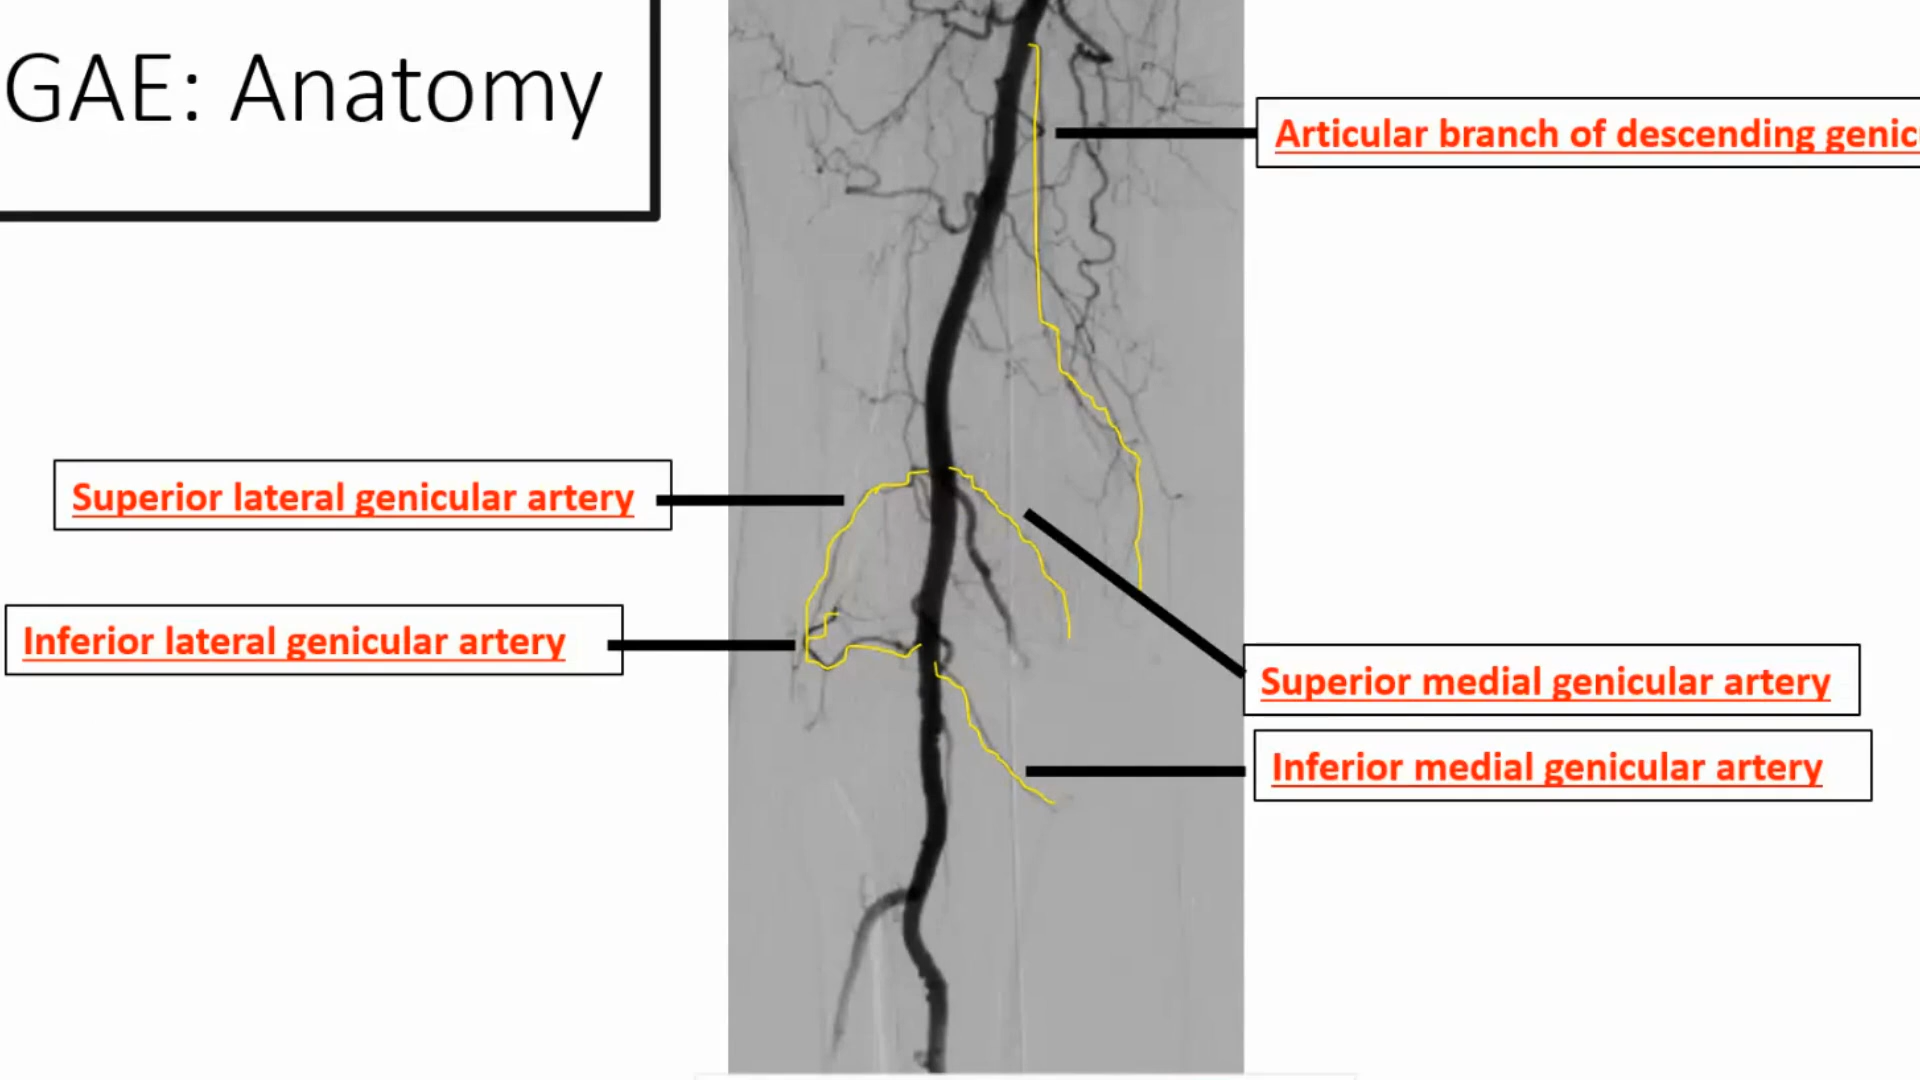 GAE: Anatomy
Articular branch of descending genic
Superior lateral genicular artery
Inferior lateral genicular artery
Superior medial genicular artery
Inferior medial genicular artery